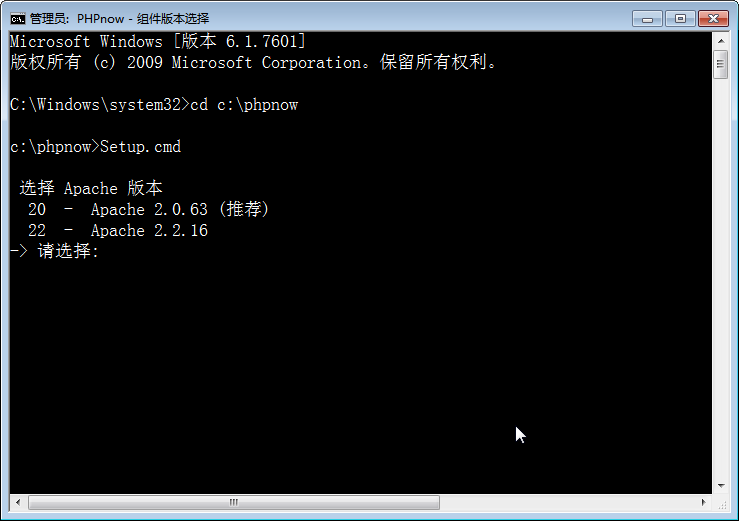 管理员: PHPnow - 组件版本选择
Microsoft Windows [版本 6.1.7601]
版权所有 (c) 2009 Microsoft Corporation。保留所有权利。
C:\Windows\system32>cd c:\phpnow
c:\phpnow>Setup.cmd
选择 Apache 版本
20 - Apache 2.0.63 (推荐)
22 - Apache 2.2.16
-> 请选择: